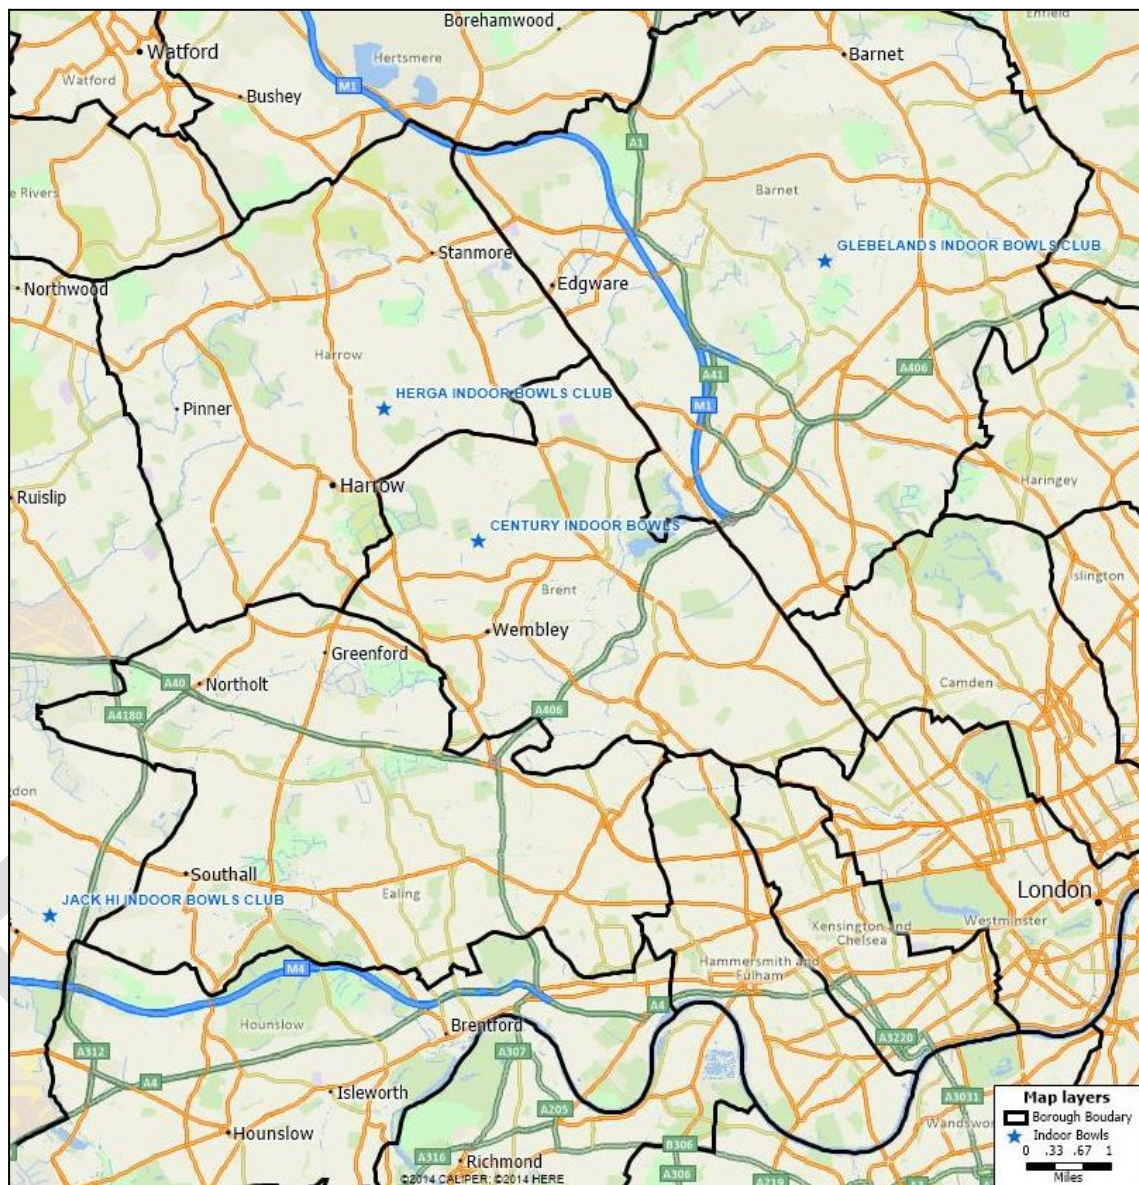 Borehamwood
Enfield
Watford
Hertsmere
Barnet
Watford
M1
Bushey
A1
e Rivers
Barnet
GLEBELANDS INDOOR BOWLS CLUB
Stanmore
Northwood
Edgware
Harrow
A406
A41
HERGA INDOOR BOWLS CLUB
M1
Pinner
Haringey
Harrow
Ruislip
CENTURY INDOOR BOWLS
Islington
Brent
Wembley
Greenford
Northolt
A40
Camden
A4180
A406
gdon
Southall
Ealing
London
JACK HI INDOOR BOWLS CLUB
Westminster
Kensington and
Chelsea
Hammersmith and
Fulham
M4
A4
Hounslow
Brentford
A3220
A312
A307
A4
Isleworth
A3031
A205
Wandsw
Hounslow
B306
A316
Richmond
A306
A219
©2014 CALIPER; ©2014 HERE
Map layers
Borough Boudary
Indoor Bowls
0 .33 .67 1
Miles